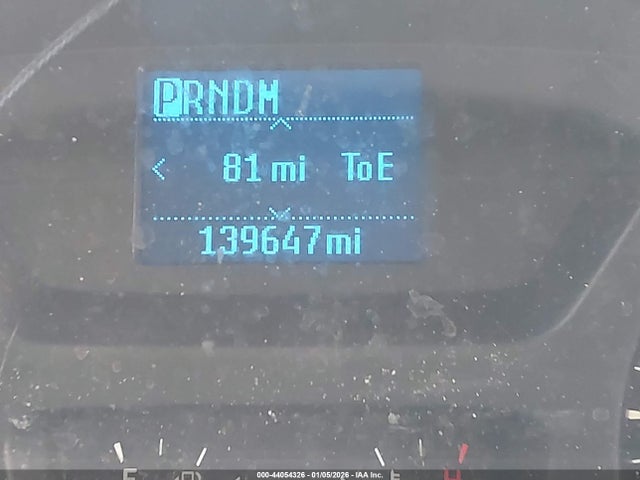 PRNDM
< 81 mi ToE
139647mi
E F H
000-44054326 - 01/05/2026 - IAA Inc.